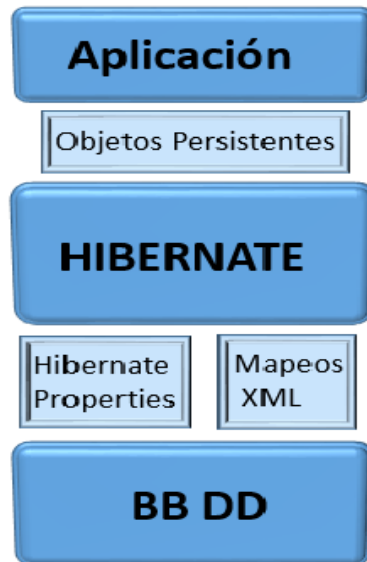 Aplicación
Objetos Persistentes
HIBERNATE
Hibernate
Properties
Mapeos
XML
BB DD